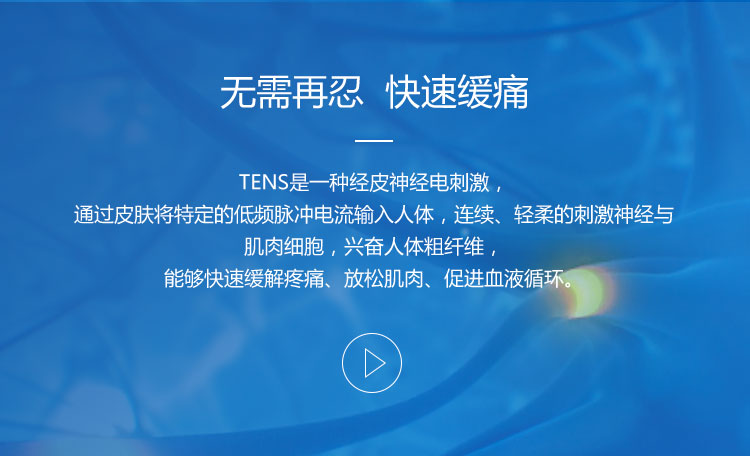 无需再忍 快速缓痛
TENS是一种经皮神经电刺激，
通过皮肤将特定的低频脉冲电流输入人体，连续、轻柔的刺激神经与
肌肉细胞，兴奋人体粗纤维，
能够快速缓解疼痛、放松肌肉、促进血液循环。